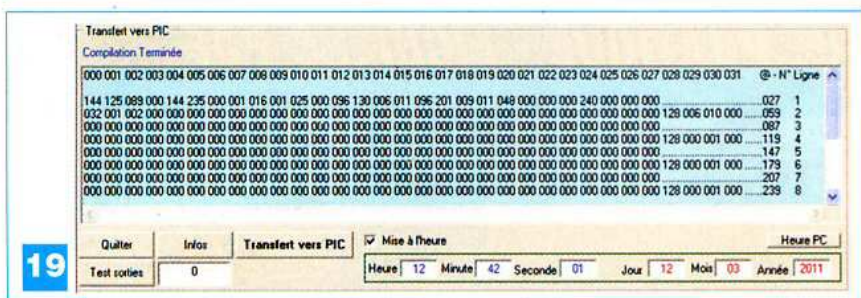 Transfert vers PIC
Compilation Terminée
000 001 002 003 004 005 006 007 008 009 010 011 012 013 014 015 016 017 018 019 020 021 022 023 024 025 026 027 028 029 030 031 @ - N° Ligne
144 125 089 000 144 235 000 001 016 001 025 000 096 130 006 011 096 201 009 011 048 000 000 000 240 000 000 000 ......................027 1
032 001 002 000 000 000 000 000 000 000 000 000 000 000 000 000 000 000 000 000 000 000 000 000 000 000 000 000 128 006 010 000 ......059 2
000 000 000 000 000 000 000 000 000 000 000 000 000 000 000 000 000 000 000 000 000 000 000 000 000 000 000 000 ......................087 3
000 000 000 000 000 000 000 000 000 000 000 000 000 000 000 000 000 000 000 000 000 000 000 000 000 000 000 000 128 000 001 000 ......119 4
000 000 000 000 000 000 000 000 000 000 000 000 000 000 000 000 000 000 000 000 000 000 000 000 000 000 000 000 ......................147 5
000 000 000 000 000 000 000 000 000 000 000 000 000 000 000 000 000 000 000 000 000 000 000 000 000 000 000 000 128 000 001 000 ......179 6
000 000 000 000 000 000 000 000 000 000 000 000 000 000 000 000 000 000 000 000 000 000 000 000 000 000 000 000 ......................207 7
000 000 000 000 000 000 000 000 000 000 000 000 000 000 000 000 000 000 000 000 000 000 000 000 000 000 000 000 128 000 001 000 ......239 8
Quitter Infos Transfert vers PIC Mise à l'heure Heure PC
Test sorties 0 Heure 12 Minute 42 Seconde 01 Jour 12 Mois 03 Année 2011
19